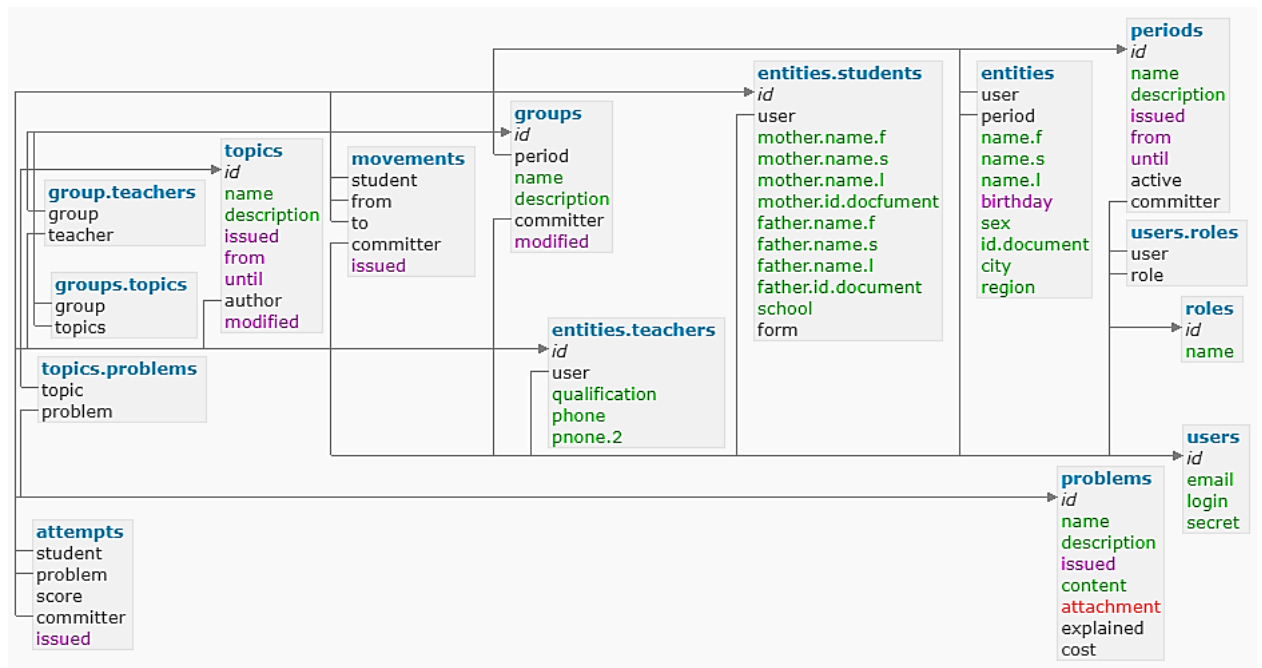 periods
id
name
description
issued
from
until
active
committer
entities.students
id
user
mother.name.f
mother.name.s
mother.name.l
mother.id.docfument
father.name.f
father.name.s
father.name.l
father.id.document
school
form
entities
user
period
name.f
name.s
name.l
birthday
sex
id.document
city
region
groups
id
period
name
description
committer
modified
topics
id
name
description
issued
from
until
author
modified
movements
student
from
to
committer
issued
group.teachers
group
teacher
users.roles
user
role
groups.topics
group
topics
roles
id
name
entities.teachers
id
user
qualification
phone
pnone.2
topics.problems
topic
problem
users
id
email
login
secret
problems
id
name
description
issued
content
attachment
explained
cost
attempts
student
problem
score
committer
issued